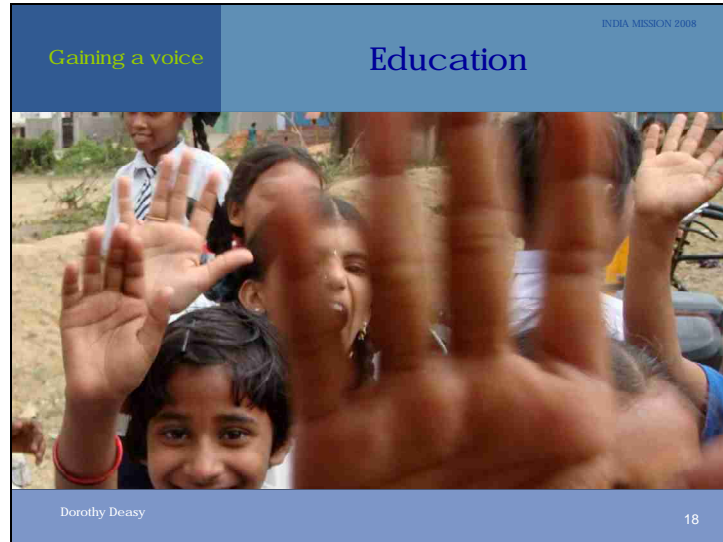 INDIA MISSION 2008
Gaining a voice
Education
Dorothy Deasy
18